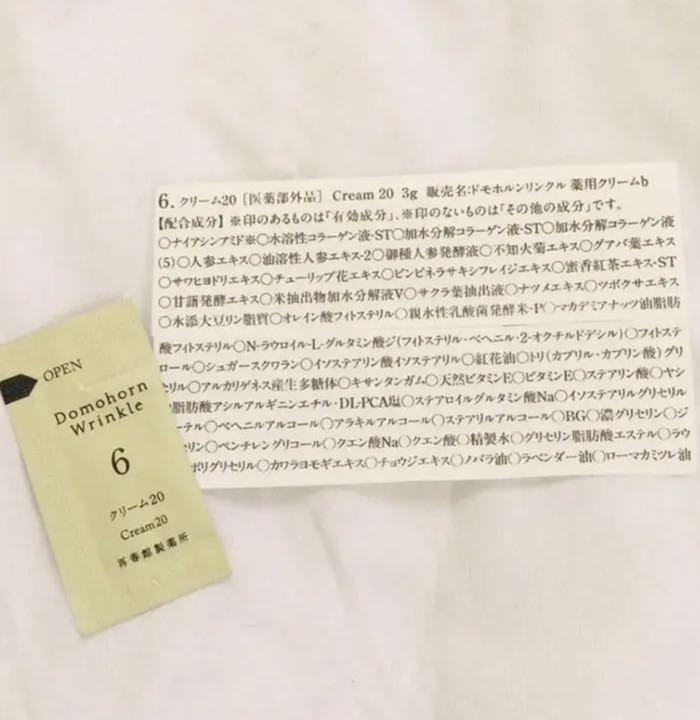 6. クリーム20 [医薬部外品] Cream 20 3g 販売名:ドモホルンリンクル 薬用クリームb
【配合成分】※印のあるものは「有効成分」、※印のないものは「その他の成分」です。
○ナイアシンアミド※○水溶性コラーゲン液-ST○加水分解コラーゲン液-ST○加水分解コラーゲン液
(5)○人参エキス○油溶性人参エキス-2○御種人参発酵液○不知火菊エキス○グアバ葉エキス
○サワヒヨドリエキス○チューリップ花エキス○ピンピネラサキシフレイジエキス○蜜香紅茶エキス-ST
○甘藷発酵エキス○米抽出物加水分解液V○サクラ葉抽出液○ナツメエキス○ツボクサエキス
○水添大豆リン脂質○オレイン酸フィトステリル○親水性乳酸菌発酵米-P○マカデミアナッツ油脂肪
酸フィトステリル○N-ラウロイル-L-グルタミン酸ジ(フィトステリル・ベヘニル・2-オクチルドデシル)○フィトステ
ロール○シュガースクワラン○イソステアリン酸イソステアリル○紅花油○トリ(カプリル・カプリン酸)グリ
セリル○アルカリゲネス産生多糖体○キサンタンガム○天然ビタミンE○ビタミンE○ステアリン酸○ヤシ
脂肪酸アシルアルギニンエチル・DL-PCA塩○ステアロイルグルタミン酸Na○イソステアリルグリセリル
ーテル○ベヘニルアルコール○アラキルアルコール○ステアリルアルコール○BG○濃グリセリン○ジ
セリン○ペンチレングリコール○クエン酸Na○クエン酸○精製水○グリセリン脂肪酸エステル○ラウ
ポリグリセリル○カワラヨモギエキス○チョウジエキス○ノバラ油○ラベンダー油○ローマカミツレ油
OPEN
Domohorn
Wrinkle
6
クリーム20
Cream20
再春館製薬所